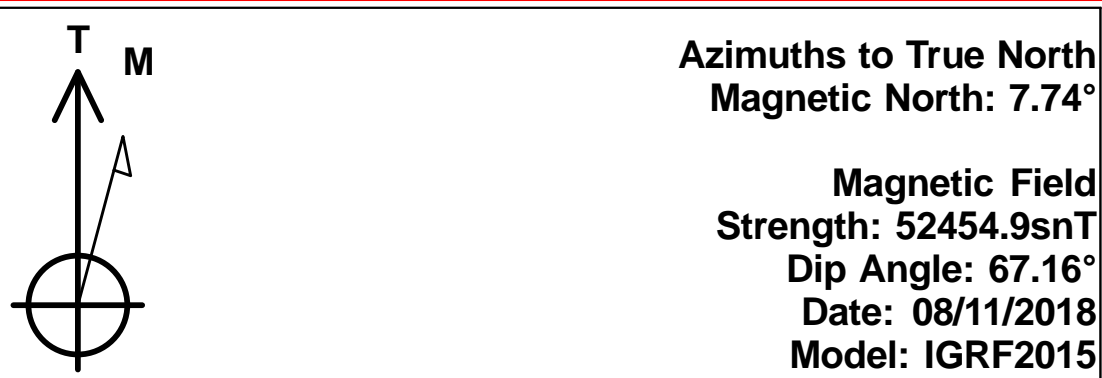 T
M
Azimuths to True North
Magnetic North: 7.74°
Magnetic Field
Strength: 52454.9snT
Dip Angle: 67.16°
Date: 08/11/2018
Model: IGRF2015